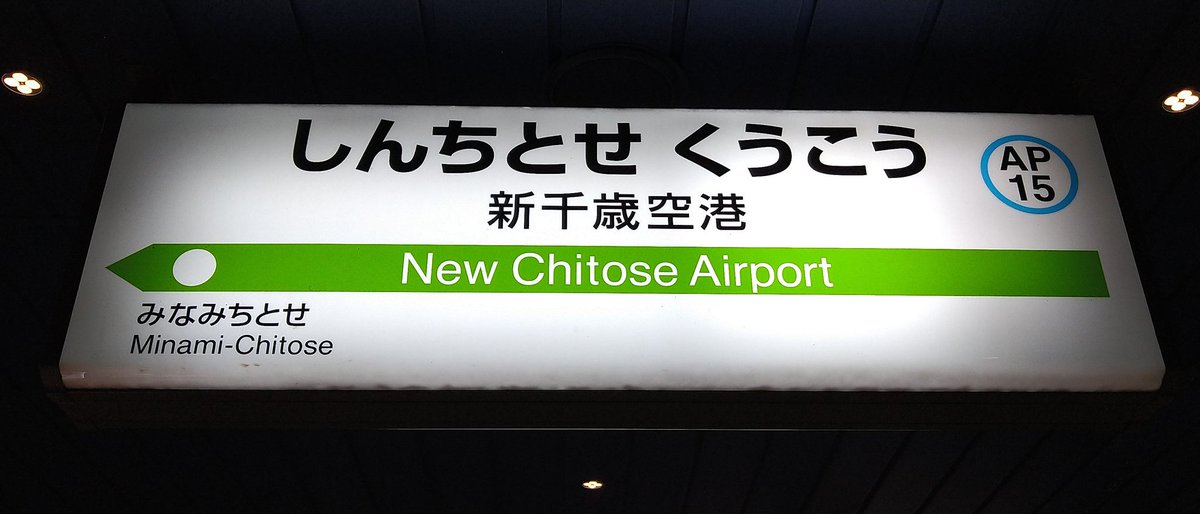 しんちとせ くうこう
AP
15
新千歳空港
New Chitose Airport
みなみちとせ
Minami-Chitose